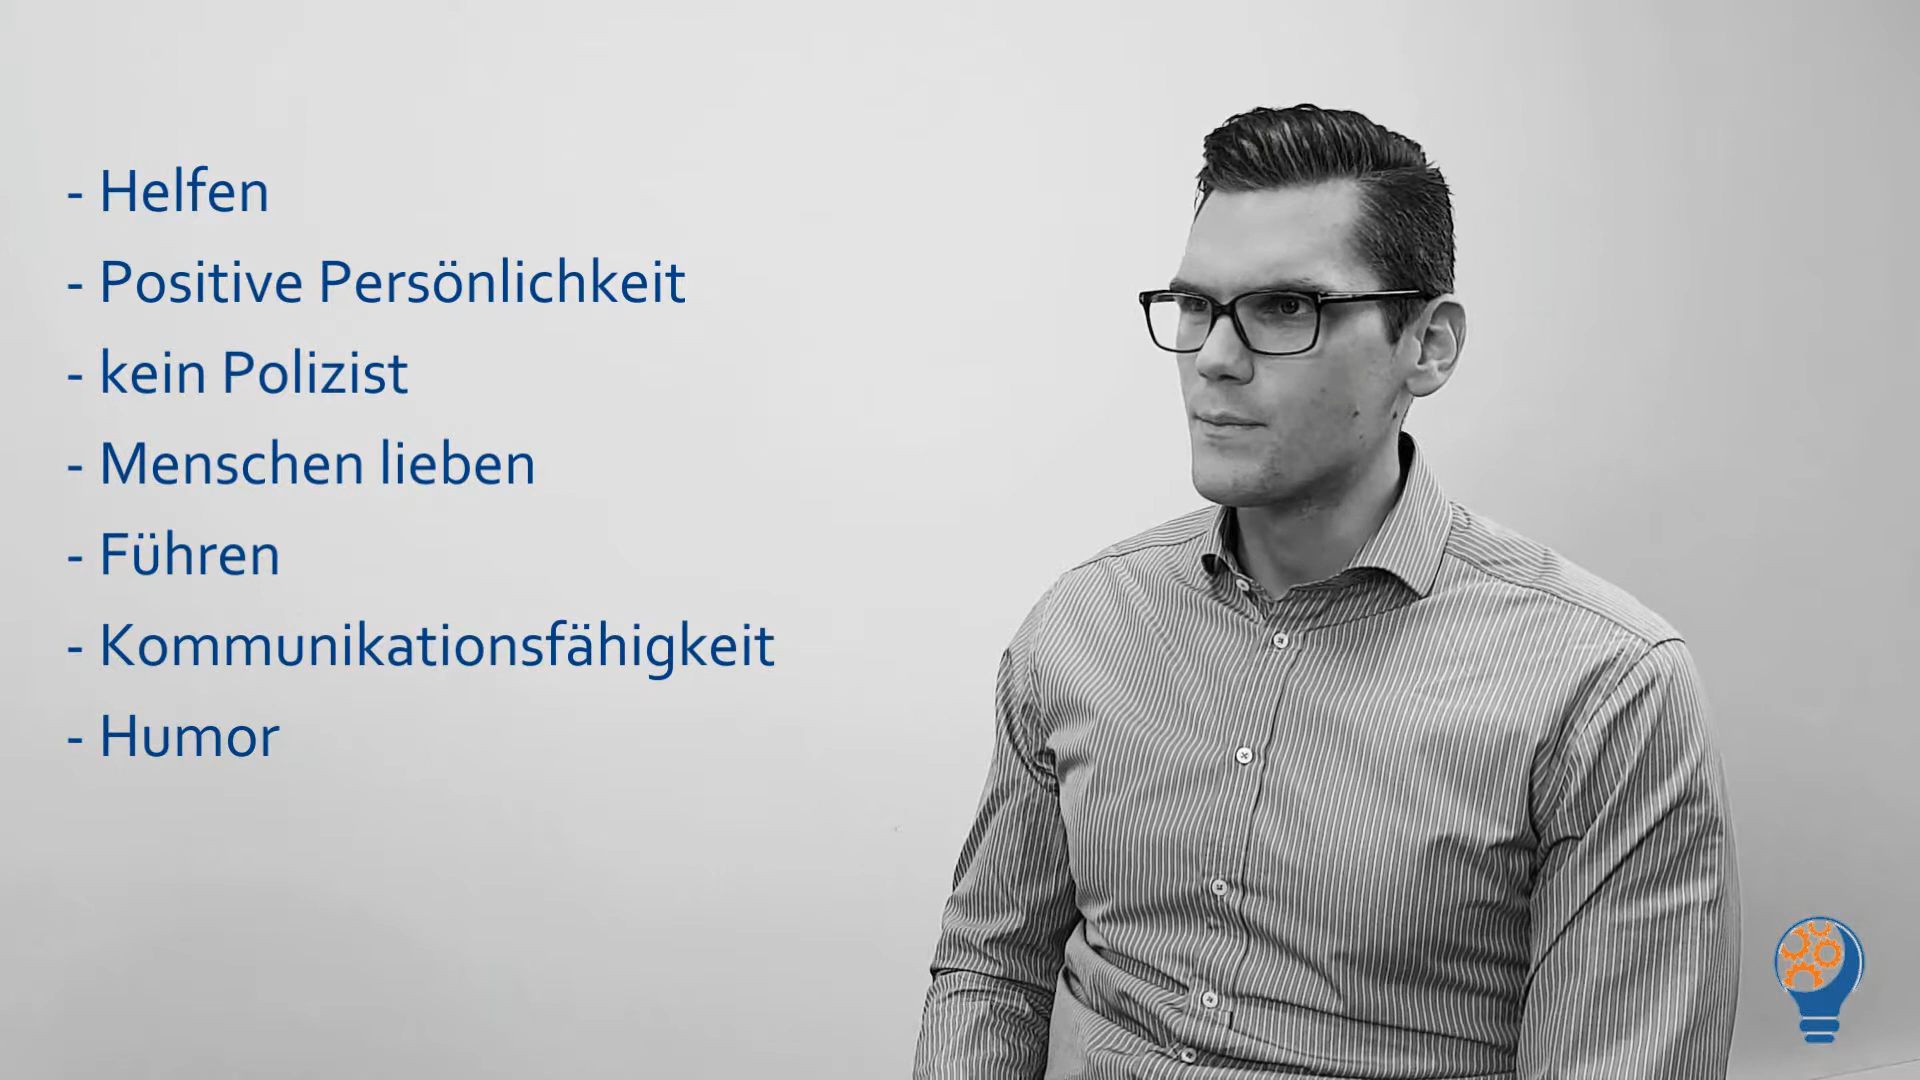 - Helfen
- Positive Persönlichkeit
- kein Polizist
- Menschen lieben
- Führen
- Kommunikationsfähigkeit
- Humor